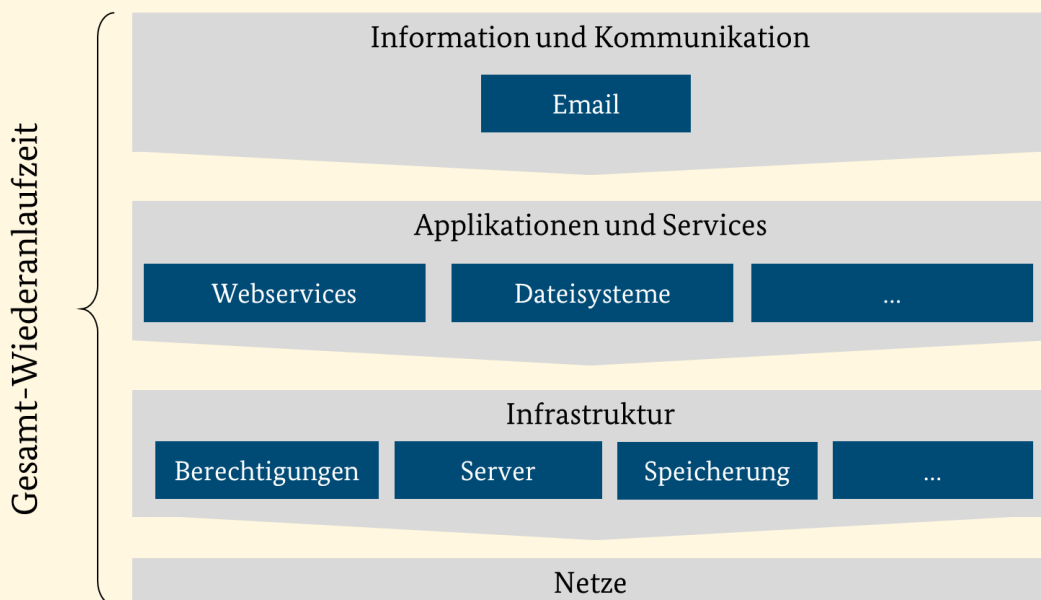 Gesamt-Wiederanlaufzeit
Information und Kommunikation
Email
Applikationen und Services
Webservices
Dateisysteme
...
Infrastruktur
Berechtigungen
Server
Speicherung
...
Netze